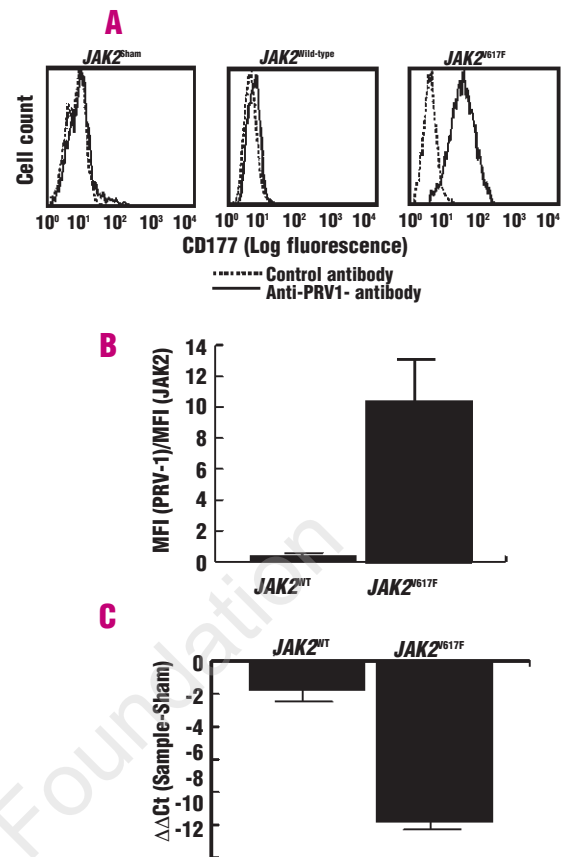 A
JAK2Sham JAK2Wild-type JAK2V617F
Cell count
10⁰ 10¹ 10² 10³ 10⁴ 10⁰ 10¹ 10² 10³ 10⁴ 10⁰ 10¹ 10² 10³ 10⁴
CD177 (Log fluorescence)
Control antibody
Anti-PRV1- antibody
B
MFI (PRV-1)/MFI (JAK2)
14
12
10
8
6
4
2
0
JAK2WT JAK2V617F
C
JAK2WT JAK2V617F
ΔΔCt (Sample-Sham)
0
-2
-4
-6
-8
-10
-12
Foundation